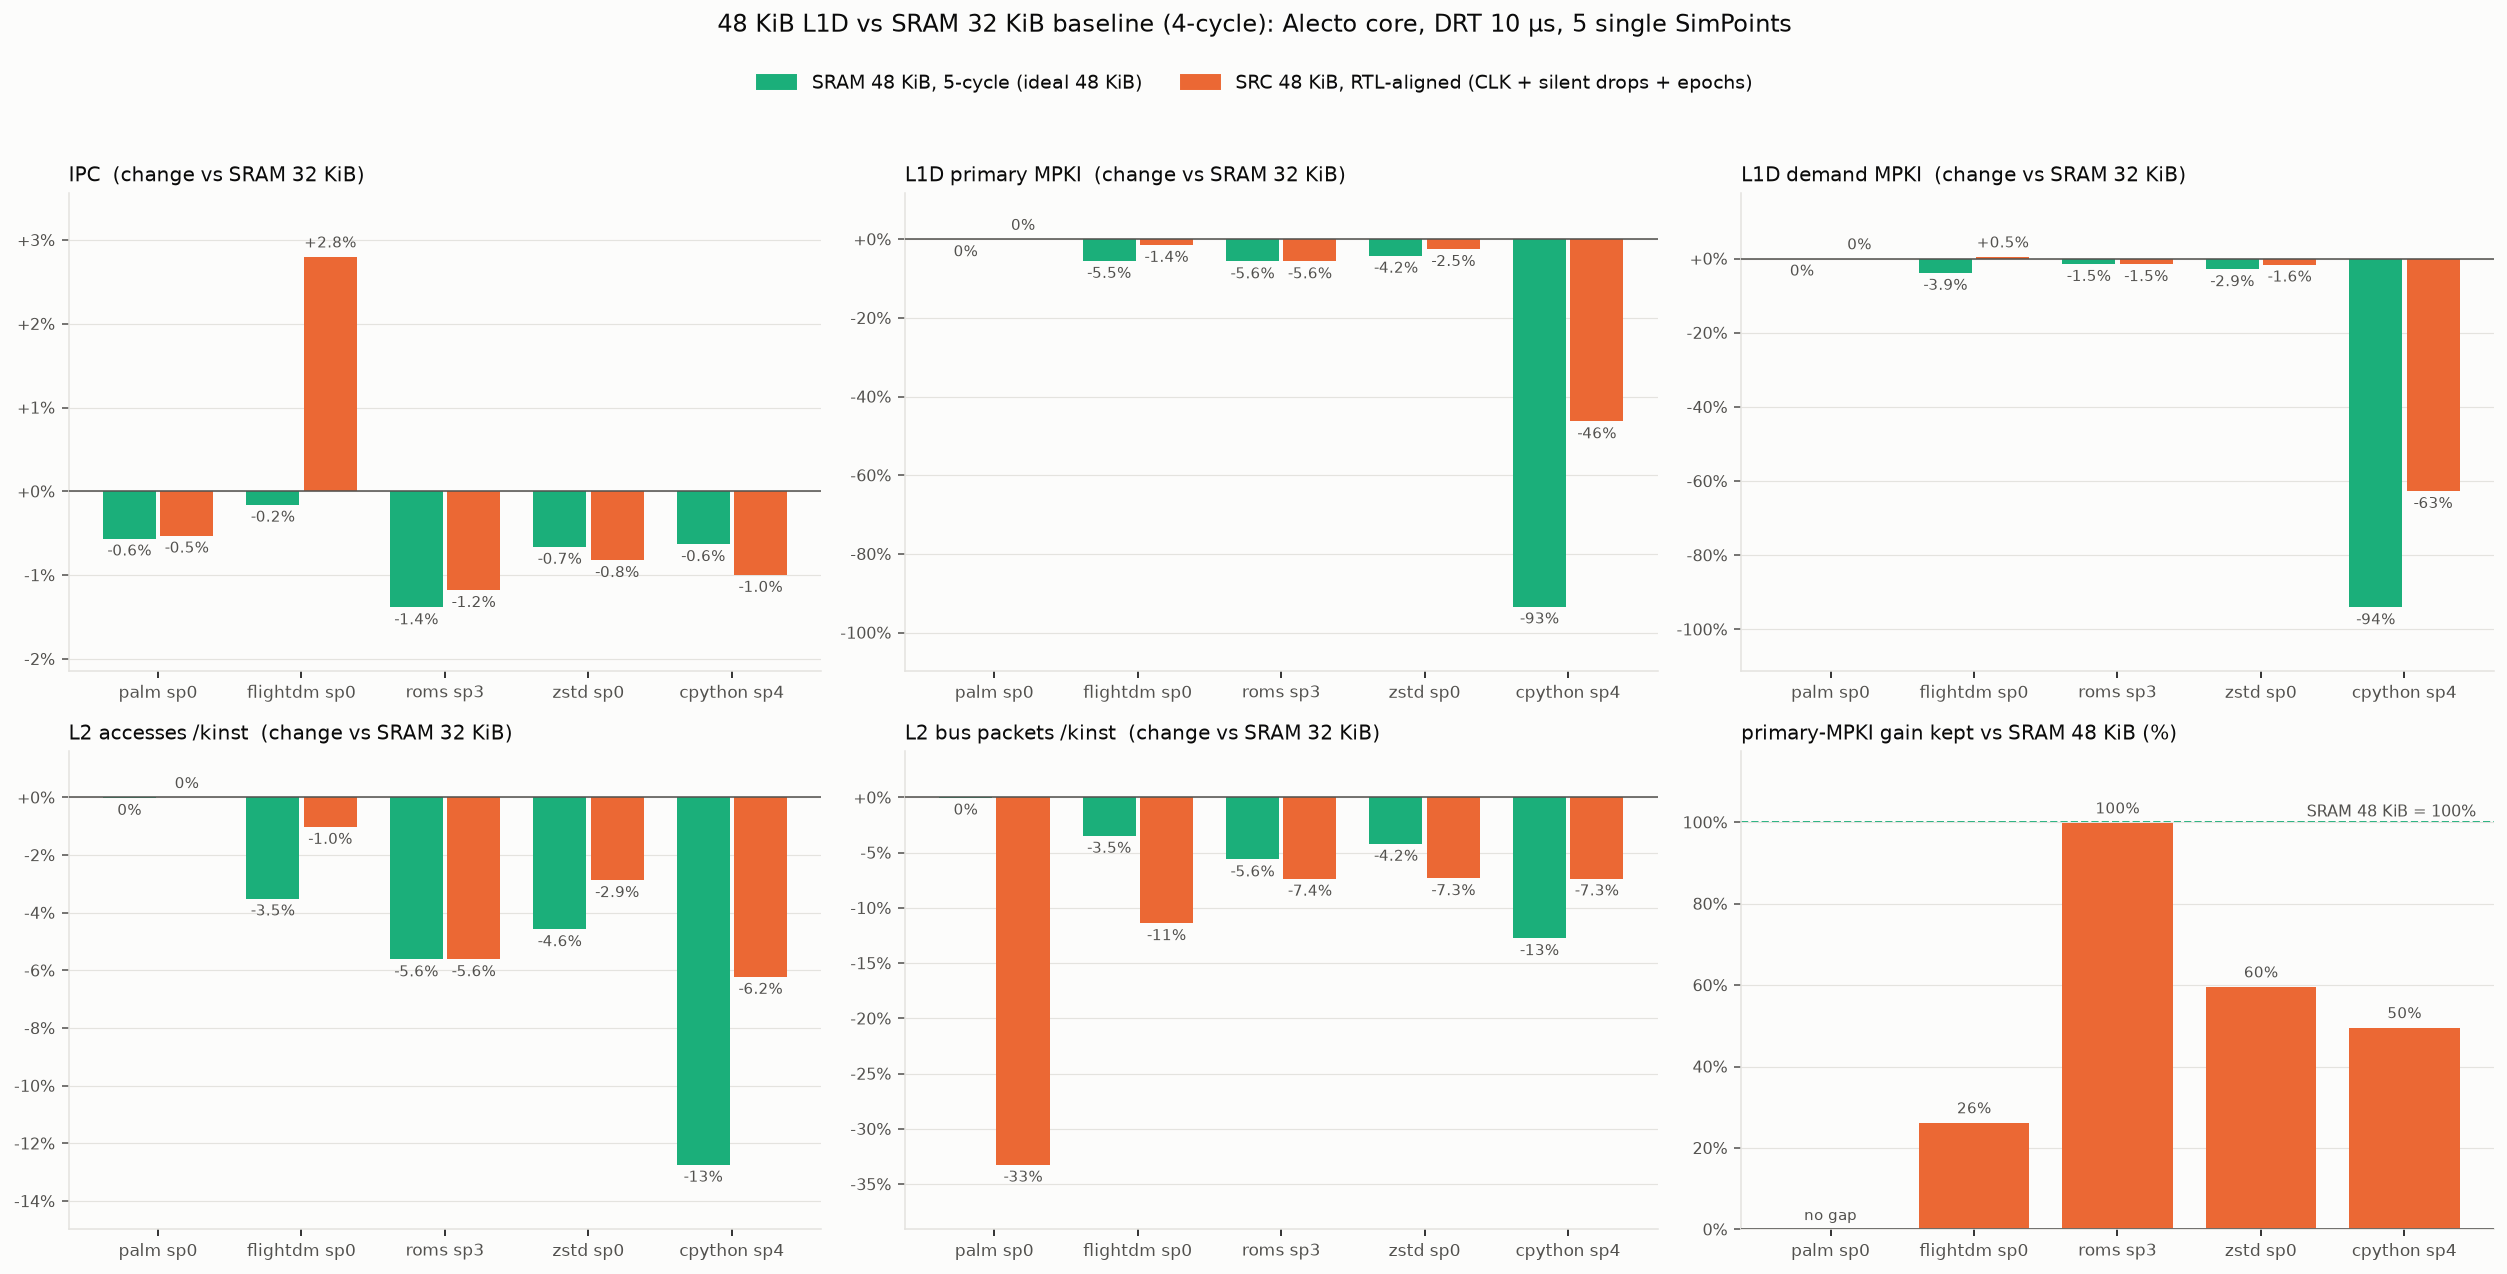 48 KiB L1D vs SRAM 32 KiB baseline (4-cycle): Alecto core, DRT 10 µs, 5 single SimPoints
SRAM 48 KiB, 5-cycle (ideal 48 KiB)
SRC 48 KiB, RTL-aligned (CLK + silent drops + epochs)
IPC (change vs SRAM 32 KiB)
+3%
+2%
+1%
+0%
-1%
-2%
-0.6%
-0.5%
-0.2%
+2.8%
-1.4%
-1.2%
-0.7%
-0.8%
-0.6%
-1.0%
palm sp0
flightdm sp0
roms sp3
zstd sp0
cpython sp4
L1D primary MPKI (change vs SRAM 32 KiB)
+0%
-20%
-40%
-60%
-80%
-100%
0%
0%
-5.5%
-1.4%
-5.6%
-5.6%
-4.2%
-2.5%
-93%
-46%
palm sp0
flightdm sp0
roms sp3
zstd sp0
cpython sp4
L1D demand MPKI (change vs SRAM 32 KiB)
+0%
-20%
-40%
-60%
-80%
-100%
0%
0%
-3.9%
+0.5%
-1.5%
-1.5%
-2.9%
-1.6%
-94%
-63%
palm sp0
flightdm sp0
roms sp3
zstd sp0
cpython sp4
L2 accesses /kinst (change vs SRAM 32 KiB)
+0%
-2%
-4%
-6%
-8%
-10%
-12%
-14%
0%
0%
-3.5%
-1.0%
-5.6%
-5.6%
-4.6%
-2.9%
-13%
-6.2%
palm sp0
flightdm sp0
roms sp3
zstd sp0
cpython sp4
L2 bus packets /kinst (change vs SRAM 32 KiB)
+0%
-5%
-10%
-15%
-20%
-25%
-30%
-35%
0%
-33%
-3.5%
-11%
-5.6%
-7.4%
-4.2%
-7.3%
-13%
-7.3%
palm sp0
flightdm sp0
roms sp3
zstd sp0
cpython sp4
primary-MPKI gain kept vs SRAM 48 KiB (%)
100%
80%
60%
40%
20%
0%
SRAM 48 KiB = 100%
no gap
26%
100%
60%
50%
palm sp0
flightdm sp0
roms sp3
zstd sp0
cpython sp4